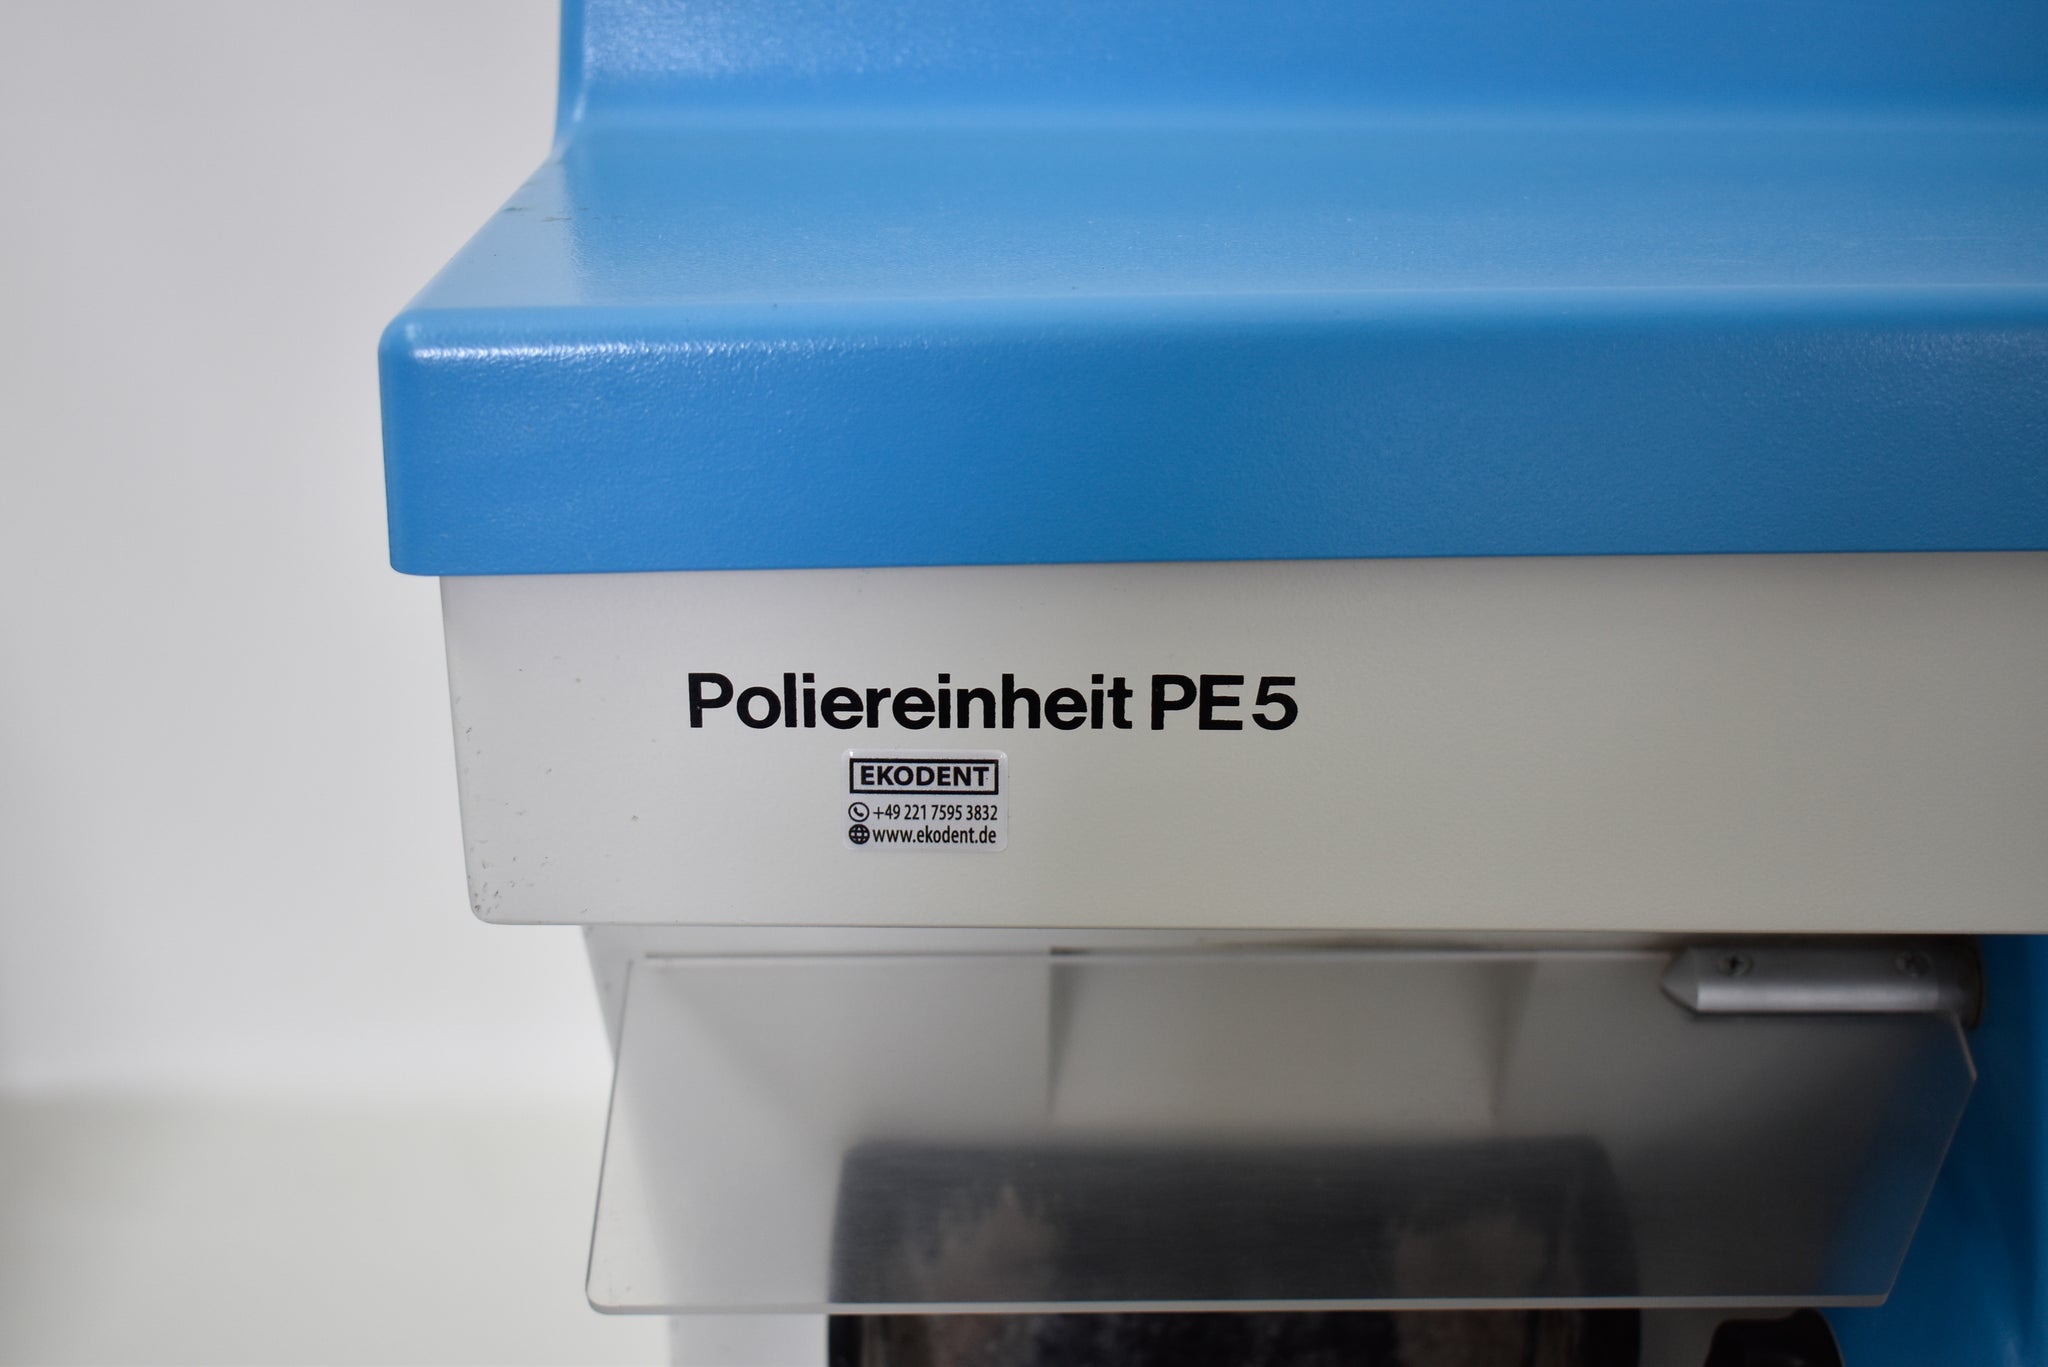 Poliereinheit PE5
EKODENT
+49 221 7595 3832
www.ekodent.de